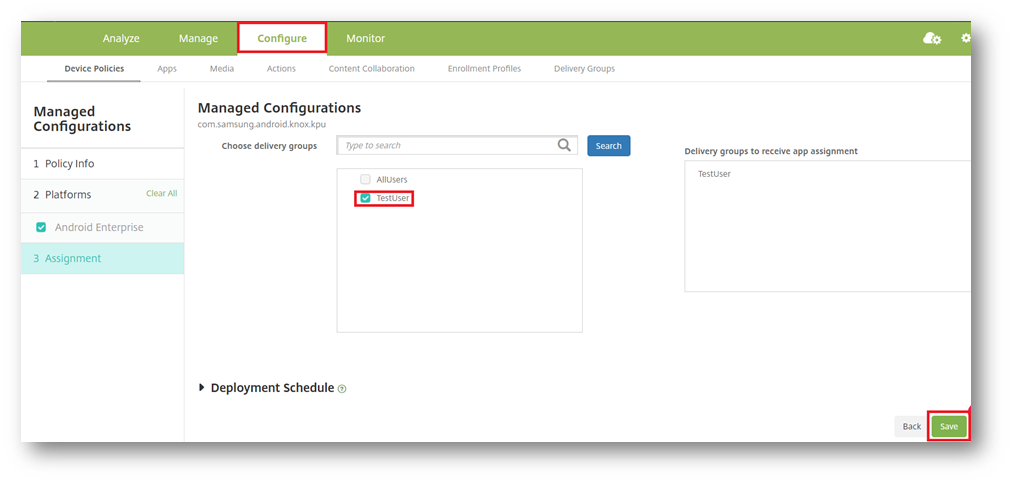 Analyze Manage Configure Monitor
Device Policies Apps Media Actions Content Collaboration Enrollment Profiles Delivery Groups
Managed
Configurations
1 Policy Info
2 Platforms Clear All
Android Enterprise
3 Assignment
Managed Configurations
com.samsung.android.knox.kpu
Choose delivery groups Type to search Search
AllUsers
TestUser
Delivery groups to receive app assignment
TestUser
Deployment Schedule ?
Back Save